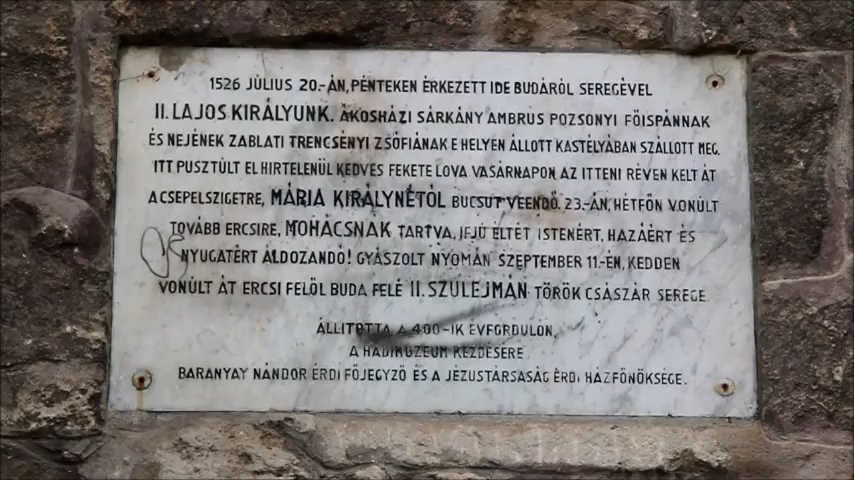 1526 JÚLIUS 20.-ÁN, PÉNTEKEN ÉRKEZETT IDE BUDÁRÓL SEREGÉVEL
II. LAJOS KIRÁLYUNK. ÁKOSHÁZI SÁRKÁNY AMBRUS POZSONYI FŐISPÁNNAK
ÉS NEJÉNEK ZABLATI TRENCSÉNYI ZSÓFIÁNAK E HELYEN ÁLLOTT KASTÉLYÁBAN SZÁLLOTT MEG.
ITT PUSZTÚLT EL HIRTELENÜL KEDVES FEKETE LOVA. VASÁRNAPON AZ ITTENI RÉVEN KELT ÁT
A CSEPELSZIGETRE, MÁRIA KIRÁLYNÉTÓL BUCSUT VEENDŐ. 23.-ÁN, HÉTFŐN VONÚLT
TOVÁBB ERCSIRE, MOHÁCSNAK TARTVA, IFJÚ ÉLTÉT ISTENÉRT, HAZÁÉRT ÉS
NYUGATÉRT ÁLDOZANDÓ! GYÁSZOLT NYOMÁN SZEPTEMBER 11.-ÉN, KEDDEN
VONÚLT ÁT ERCSI FELŐL BUDA FELÉ II. SZULEJMÁN TÖRÖK CSÁSZÁR SEREGE.
ÁLLITOTTA A 400-IK ÉVFORDULÓN,
A HADIMÚZEUM KEZDÉSÉRE
BARANYAY NÁNDOR ÉRDI FŐJEGYZŐ ÉS A JÉZUSTÁRSASÁG ÉRDI HÁZFŐNÖKSÉGE.